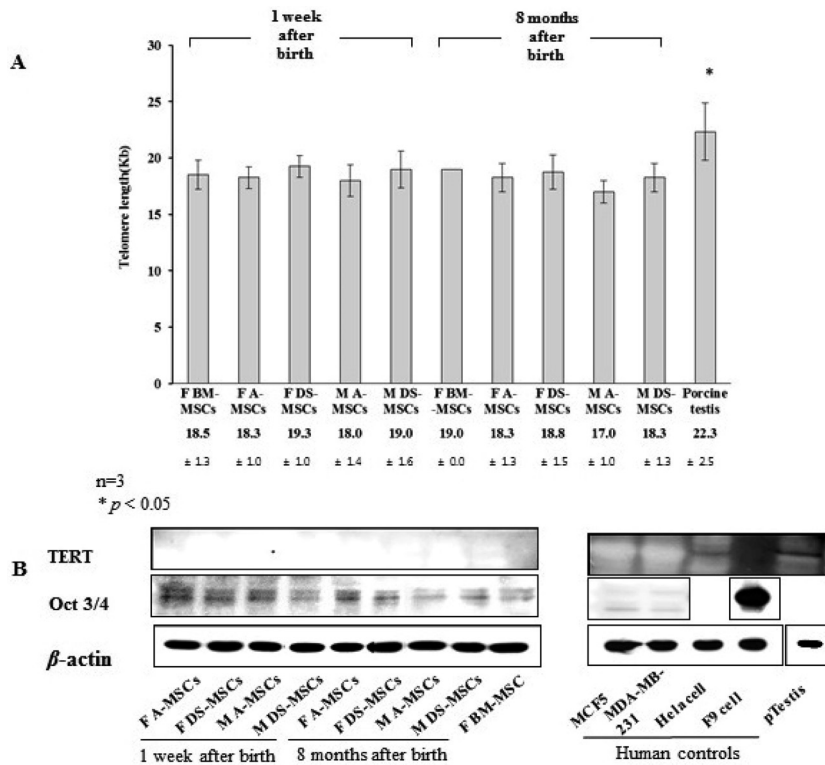 1 week
after
birth
8 months
after
birth
A
30
25
20
15
10
5
0
Telomere length(Kb)
*
F BM- F A- F DS- M A- M DS- F BM- F A- F DS- M A- M DS- Porcine
MSCs MSCs MSCs MSCs MSCs -MSCs MSCs MSCs MSCs MSCs testis
18.5 18.3 19.3 18.0 19.0 19.0 18.3 18.8 17.0 18.3 22.3
± 1.3 ± 1.0 ± 1.0 ± 1.4 ± 1.6 ± 0.0 ± 1.3 ± 1.5 ± 1.0 ± 1.3 ± 2.5
n=3
* p < 0.05
B
TERT
Oct 3/4
β-actin
F A-MSCs
F DS-MSCs
M A-MSCs
M DS-MSCs
F A-MSCs
F DS-MSCs
M A-MSCs
M DS-MSCs
F BM-MSC
1 week after birth
8 months after birth
MCF5
MDA-MB-
231
Hela cell
F9 cell
pTestis
Human controls